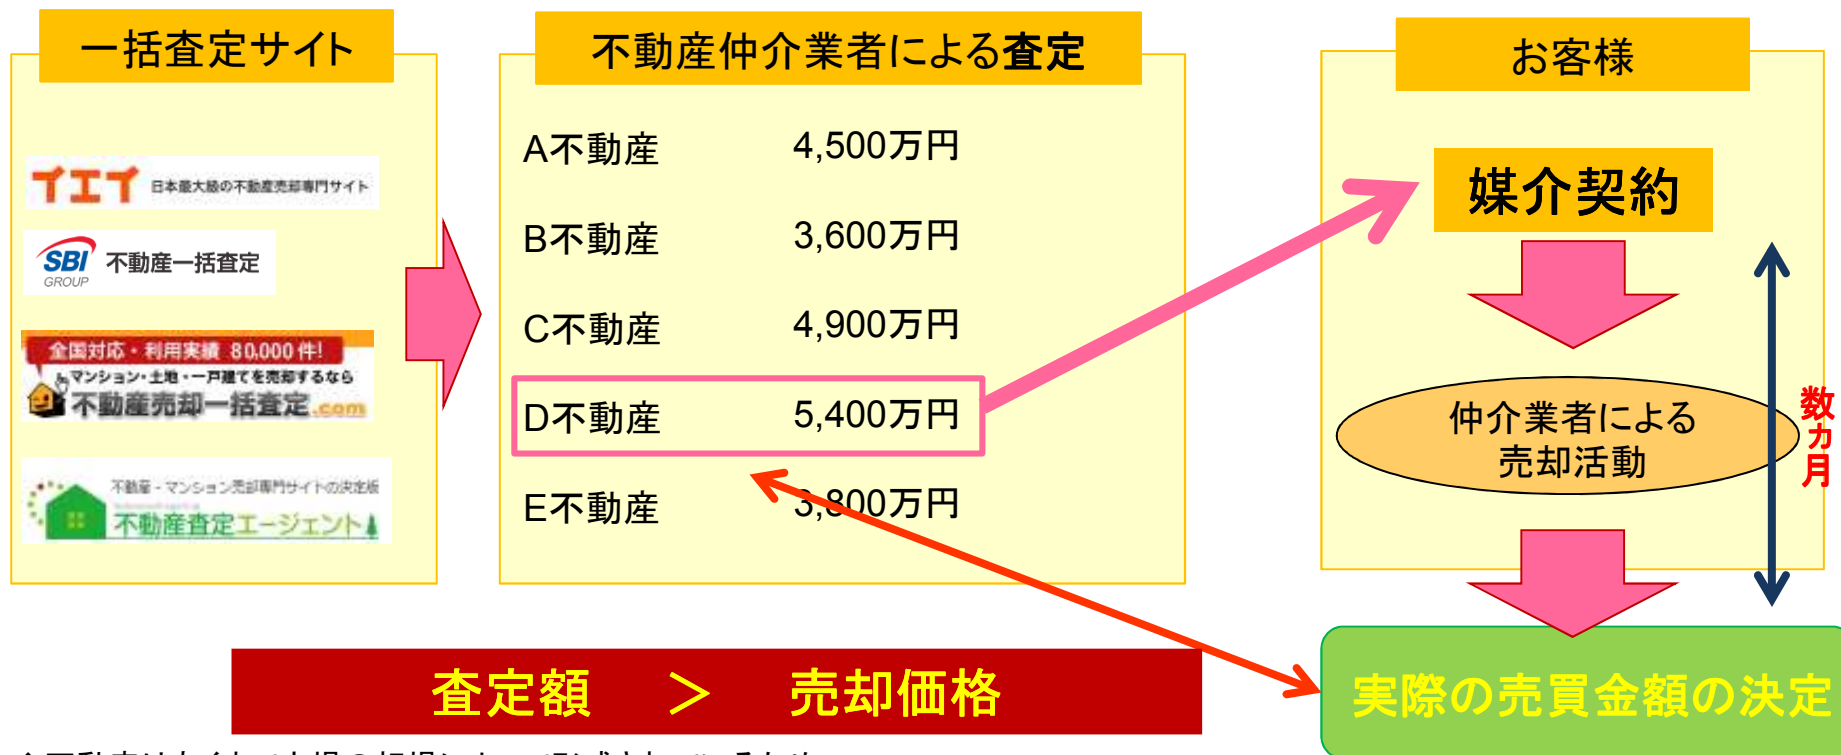 一括査定サイト
イエイ 日本最大級の不動産売却専門サイト
SBI GROUP 不動産一括査定
全国対応・利用実績 80,000件!
マンション・土地・一戸建てを売却するなら
不動産売却一括査定.com
不動産・マンション売却専門サイトの決定版
不動産査定エージェント
不動産仲介業者による査定
A不動産 4,500万円
B不動産 3,600万円
C不動産 4,900万円
D不動産 5,400万円
E不動産 3,800万円
お客様
媒介契約
仲介業者による
売却活動
数ヵ月
査定額 > 売却価格
実際の売買金額の決定